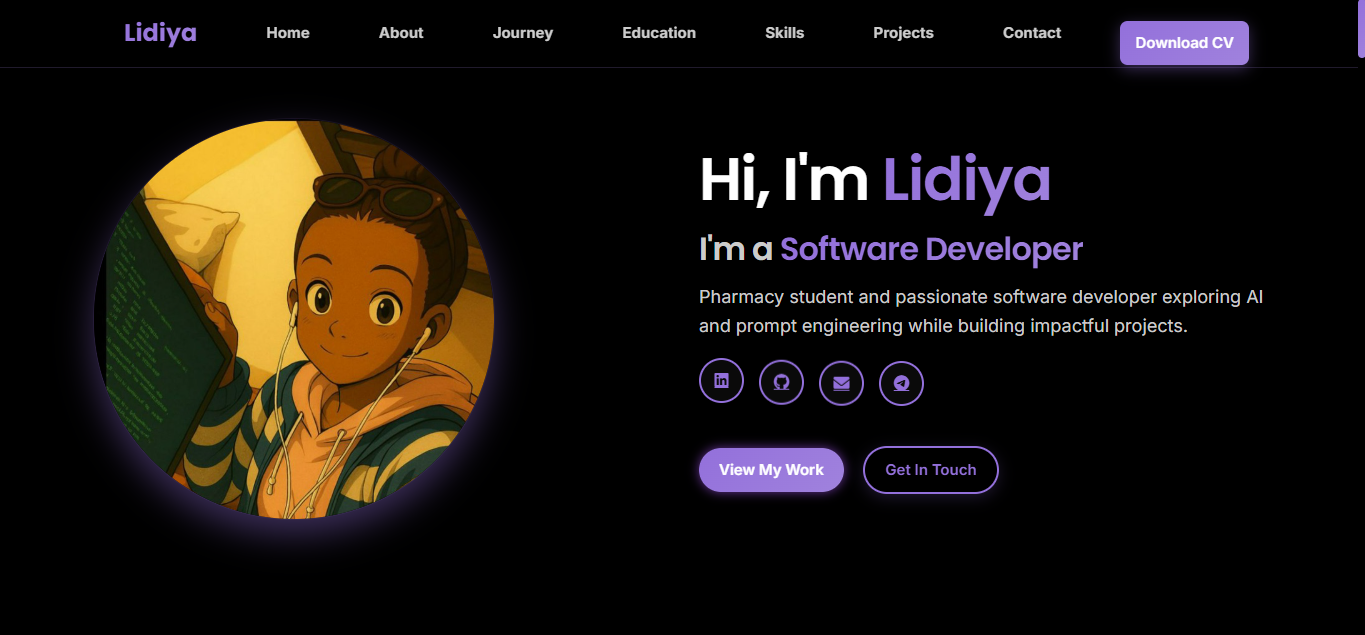 Lidiya
Home
About
Journey
Education
Skills
Projects
Contact
Download CV
Hi, I'm Lidiya
I'm a Software Developer
Pharmacy student and passionate software developer exploring AI
and prompt engineering while building impactful projects.
View My Work
Get In Touch